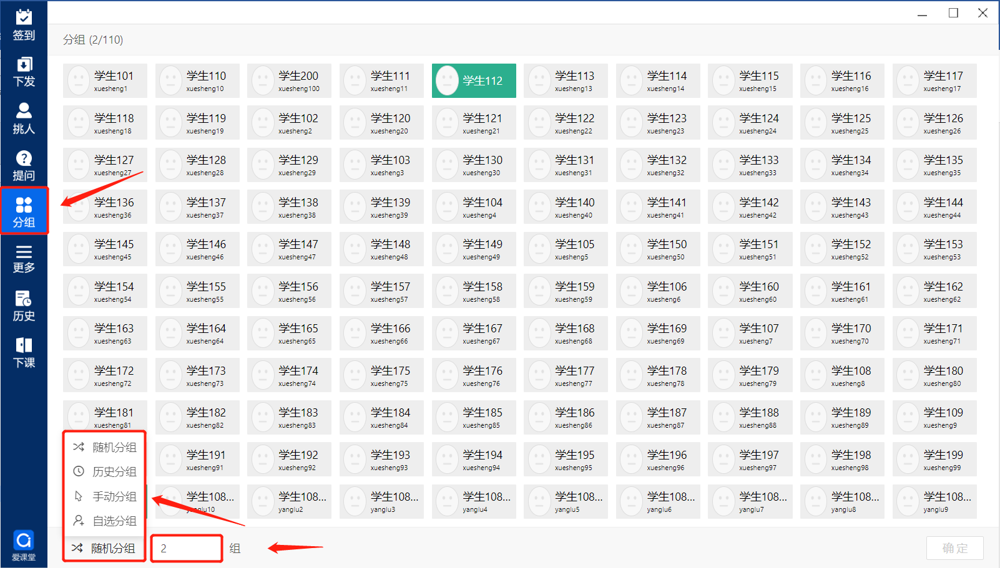 签到
下发
挑人
提问
分组
更多
历史
下课
爱课堂
分组 (2/110)
学生101 学生110 学生200 学生111 学生112 学生113 学生114 学生115 学生116 学生117
xuesheng1 xuesheng10 xuesheng100 xuesheng11 xuesheng13 xuesheng14 xuesheng15 xuesheng16 xuesheng17
学生118 学生119 学生102 学生120 学生121 学生122 学生123 学生124 学生125 学生126
xuesheng18 xuesheng19 xuesheng2 xuesheng20 xuesheng21 xuesheng22 xuesheng23 xuesheng24 xuesheng25 xuesheng26
学生127 学生128 学生129 学生103 学生130 学生131 学生132 学生133 学生134 学生135
xuesheng27 xuesheng28 xuesheng29 xuesheng3 xuesheng30 xuesheng31 xuesheng32 xuesheng33 xuesheng34 xuesheng35
学生136 学生137 学生138 学生139 学生104 学生140 学生141 学生142 学生143 学生144
xuesheng36 xuesheng37 xuesheng38 xuesheng39 xuesheng4 xuesheng40 xuesheng41 xuesheng42 xuesheng43 xuesheng44
学生145 学生146 学生147 学生148 学生149 学生105 学生150 学生151 学生152 学生153
xuesheng45 xuesheng46 xuesheng47 xuesheng48 xuesheng49 xuesheng5 xuesheng50 xuesheng51 xuesheng52 xuesheng53
学生154 学生155 学生156 学生157 学生158 学生159 学生106 学生160 学生161 学生162
xuesheng54 xuesheng55 xuesheng56 xuesheng57 xuesheng58 xuesheng59 xuesheng6 xuesheng60 xuesheng61 xuesheng62
学生163 学生164 学生165 学生166 学生167 学生168 学生169 学生107 学生170 学生171
xuesheng63 xuesheng64 xuesheng65 xuesheng66 xuesheng67 xuesheng68 xuesheng69 xuesheng7 xuesheng70 xuesheng71
学生172 学生173 学生174 学生175 学生176 学生177 学生178 学生179 学生108 学生180
xuesheng72 xuesheng73 xuesheng74 xuesheng75 xuesheng76 xuesheng77 xuesheng78 xuesheng79 xuesheng8 xuesheng80
学生181 学生182 学生183 学生184 学生185 学生186 学生187 学生188 学生189 学生109
xuesheng81 xuesheng82 xuesheng83 xuesheng84 xuesheng85 xuesheng86 xuesheng87 xuesheng88 xuesheng89 xuesheng9
学生191 学生192 学生193 学生194 学生195 学生196 学生197 学生198 学生199
xuesheng91 xuesheng92 xuesheng93 xuesheng94 xuesheng95 xuesheng96 xuesheng97 xuesheng98 xuesheng99
学生108... 学生108... 学生108... 学生108... 学生108... 学生108... 学生108... 学生108... 学生108...
yanglu10 yanglu2 yanglu3 yanglu4 yanglu5 yanglu6 yanglu7 yanglu8 yanglu9
随机分组
历史分组
手动分组
自选分组
随机分组 2 组 确定